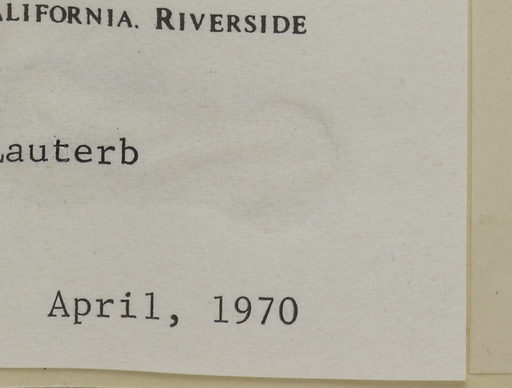 ALIFORNIA. RIVERSIDE
Lauterb
April, 1970